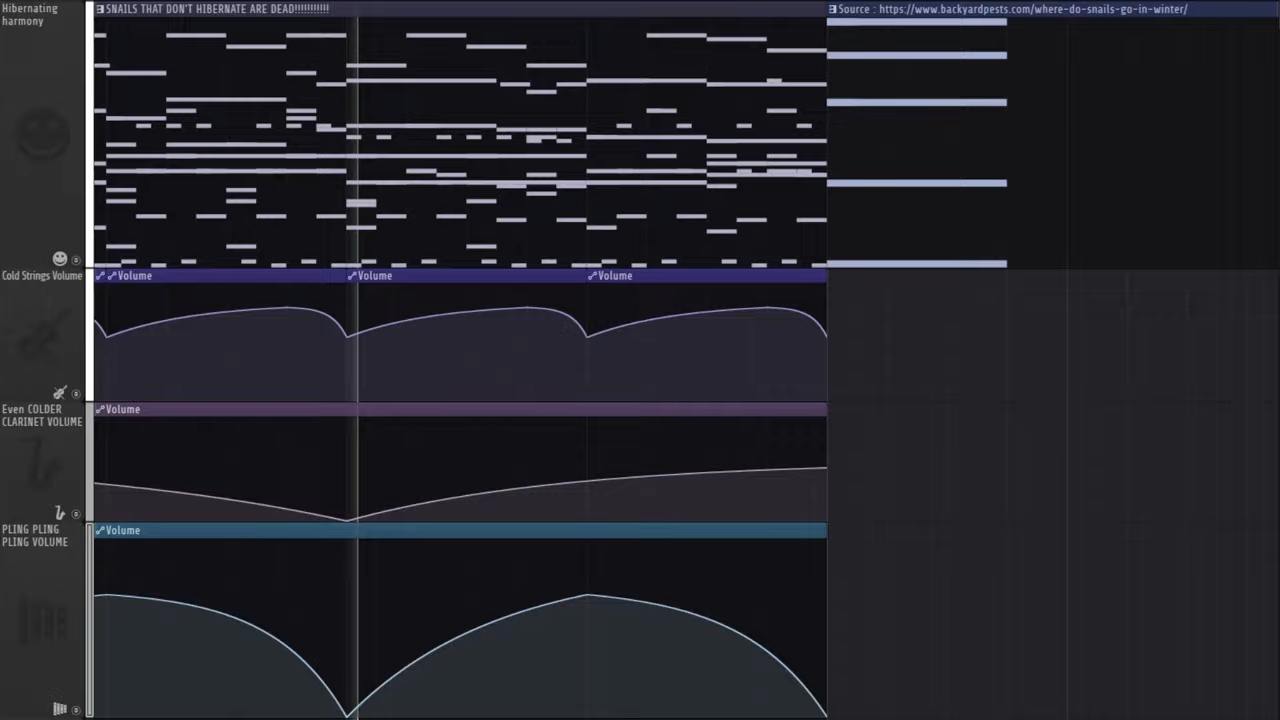 Hibernating
harmony
SNAILS THAT DON'T HIBERNATE ARE DEAD!!!!!!!!!!!
Source : https://www.backyardpests.com/where-do-snails-go-in-winter/
Cold Strings Volume
Volume
Volume
Volume
Even COLDER
CLARINET VOLUME
Volume
PLING PLING
PLING VOLUME
Volume